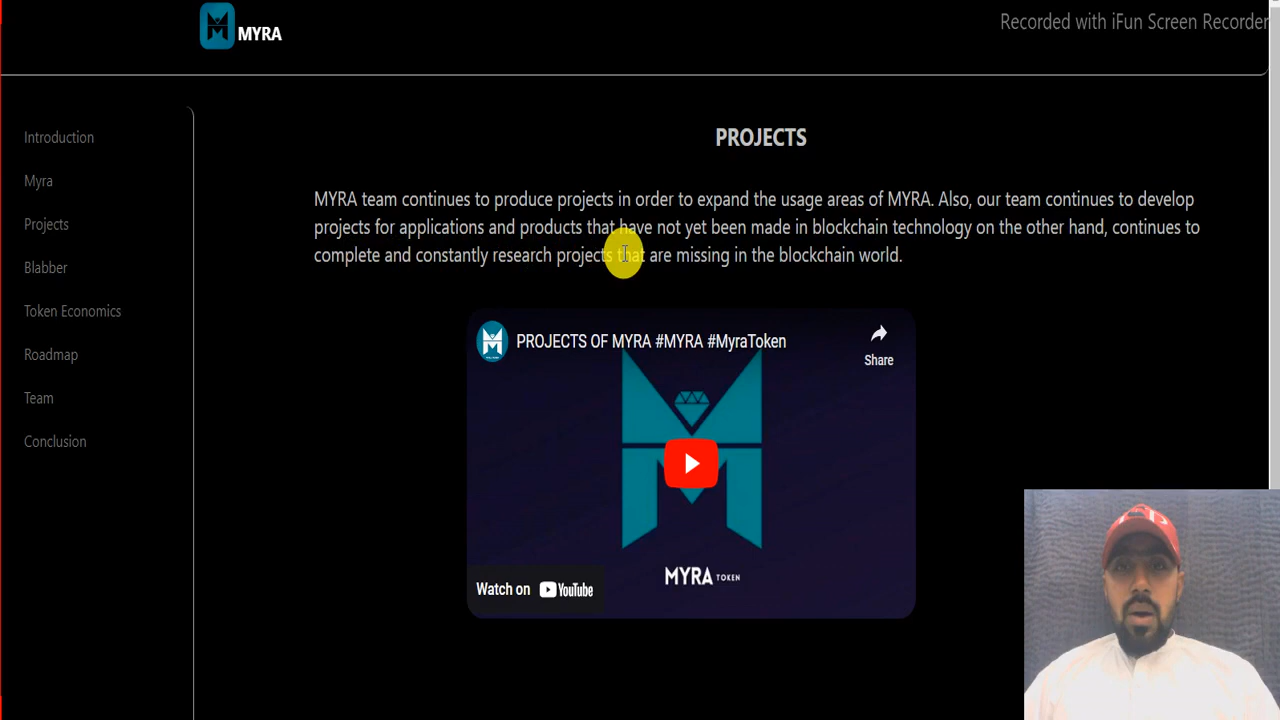 MYRA
Recorded with iFun Screen Recorder
Introduction
Myra
Projects
Blabber
Token Economics
Roadmap
Team
Conclusion
PROJECTS
MYRA team continues to produce projects in order to expand the usage areas of MYRA. Also, our team continues to develop
projects for applications and products that have not yet been made in blockchain technology on the other hand, continues to
complete and constantly research projects that are missing in the blockchain world.
PROJECTS OF MYRA #MYRA #MyraToken
Share
MYRA TOKEN
Watch on YouTube